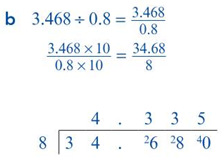 b 3.468 ÷ 0.8 = 3.468/0.8
3.468 × 10/0.8 × 10 = 34.68/8
4 . 3 3 5
8 3 4 . ²6 ²8 ⁴0